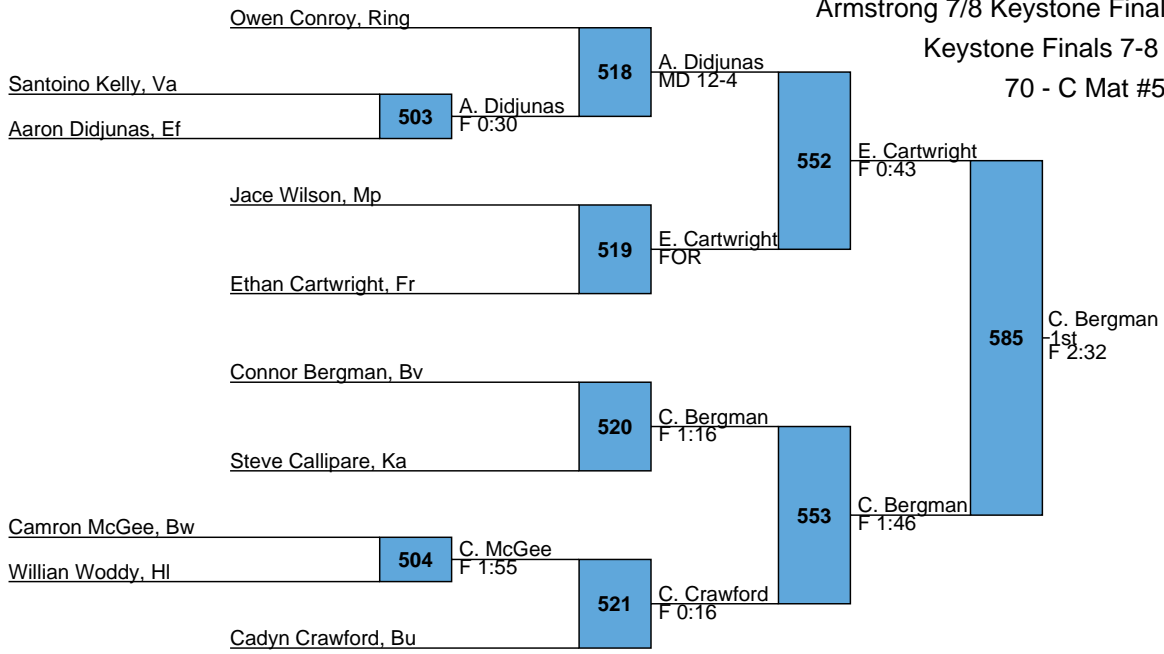 Armstrong 7/8 Keystone Final
Keystone Finals 7-8
70 - C Mat #5
Owen Conroy, Ring
518
A. Didjunas
MD 12-4
Santoino Kelly, Va
503
A. Didjunas
F 0:30
Aaron Didjunas, Ef
552
E. Cartwright
F 0:43
Jace Wilson, Mp
519
E. Cartwright
FOR
Ethan Cartwright, Fr
585
C. Bergman
1st
F 2:32
Connor Bergman, Bv
520
C. Bergman
F 1:16
Steve Callipare, Ka
553
C. Bergman
F 1:46
Camron McGee, Bw
504
C. McGee
F 1:55
Willian Woddy, Hl
521
C. Crawford
F 0:16
Cadyn Crawford, Bu